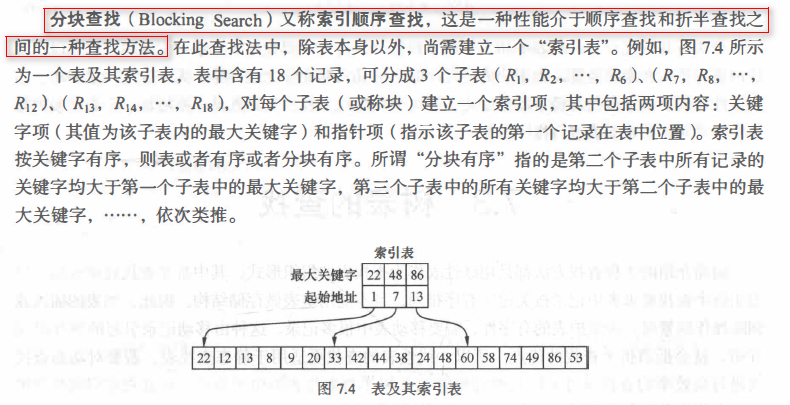 分块查找(Blocking Search)又称索引顺序查找,这是一种性能介于顺序查找和折半查找之
间的一种查找方法。在此查找法中,除表本身以外,尚需建立一个“索引表”。例如,图 7.4 所示
为一个表及其索引表,表中含有 18 个记录,可分成 3 个子表(R₁, R₂, …, R₆)、(R₇, R₈, …,
R₁₂)、(R₁₃, R₁₄, …, R₁₈),对每个子表(或称块)建立一个索引项,其中包括两项内容:关键
字项(其值为该子表内的最大关键字)和指针项(指示该子表的第一个记录在表中位置)。索引表
按关键字有序,则表或者有序或者分块有序。所谓“分块有序”指的是第二个子表中所有记录的
关键字均大于第一个子表中的最大关键字,第三个子表中的所有关键字均大于第二个子表中的最
大关键字,……,依次类推。
索引表
最大关键字 22 48 86
起始地址 1 7 13
22 12 13 8 9 20 33 42 44 38 24 48 60 58 74 49 86 53
图 7.4 表及其索引表